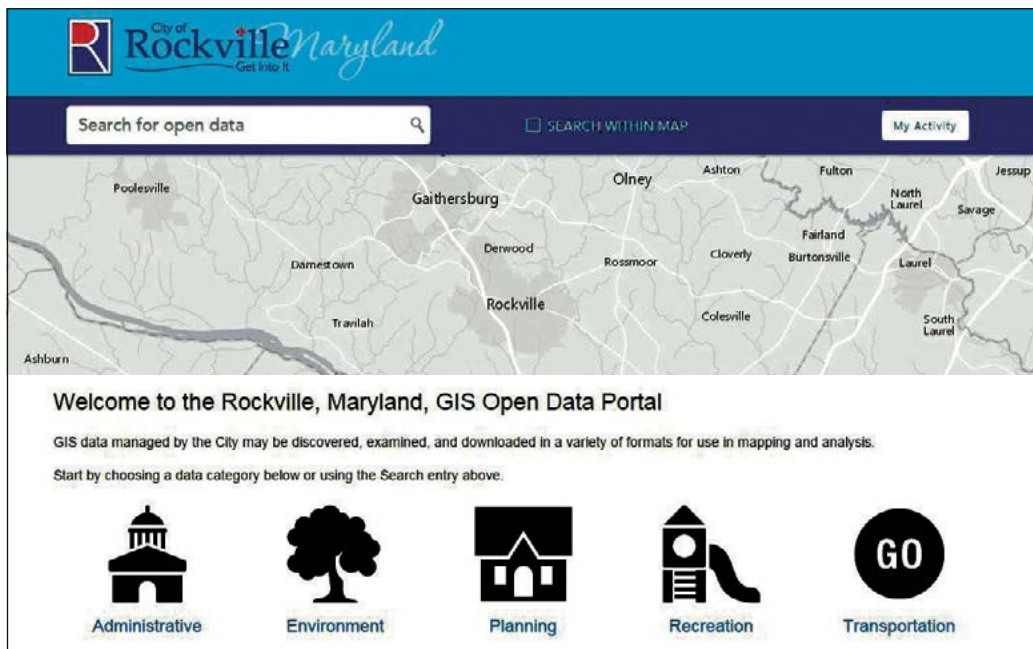 City of
Rockville Maryland
Get Into It
Search for open data
SEARCH WITHIN MAP
My Activity
Poolesville
Gaithersburg
Olney
Ashton
Fulton
Jessup
North
Laurel
Savage
Derwood
Fairland
Darnestown
Rossmoor
Cloverly
Burtonsville
Laurel
Rockville
Travilah
Colesville
South
Laurel
Ashburn
Welcome to the Rockville, Maryland, GIS Open Data Portal
GIS data managed by the City may be discovered, examined, and downloaded in a variety of formats for use in mapping and analysis.
Start by choosing a data category below or using the Search entry above.
GO
Administrative
Environment
Planning
Recreation
Transportation